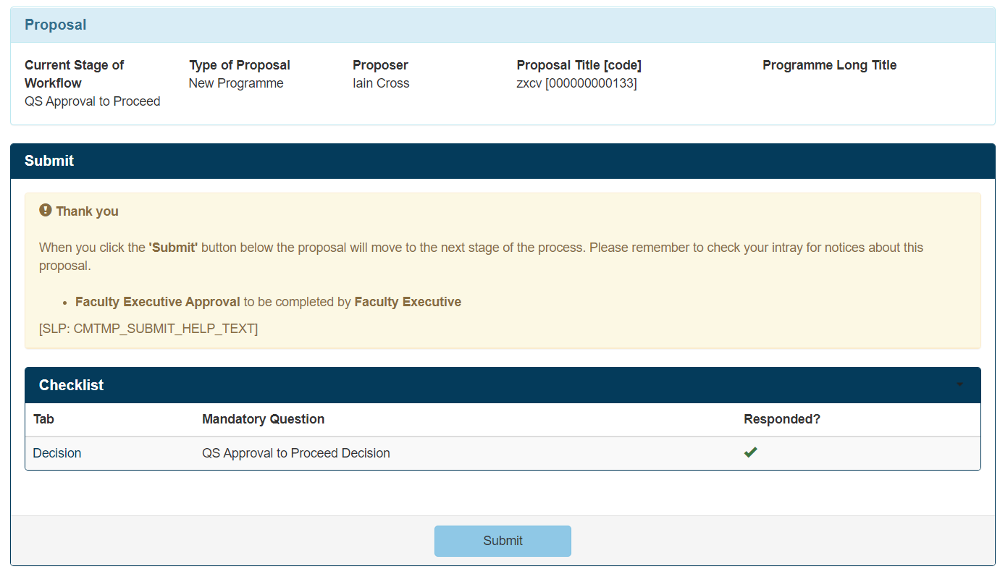 Proposal
Current Stage of Workflow
QS Approval to Proceed
Type of Proposal
New Programme
Proposer
Iain Cross
Proposal Title [code]
zxcv [000000000133]
Programme Long Title
Submit
Thank you
When you click the 'Submit' button below the proposal will move to the next stage of the process. Please remember to check your intray for notices about this
proposal.
• Faculty Executive Approval to be completed by Faculty Executive
[SLP: CMTMP_SUBMIT_HELP_TEXT]
Checklist
Tab Mandatory Question Responded?
Decision QS Approval to Proceed Decision
Submit